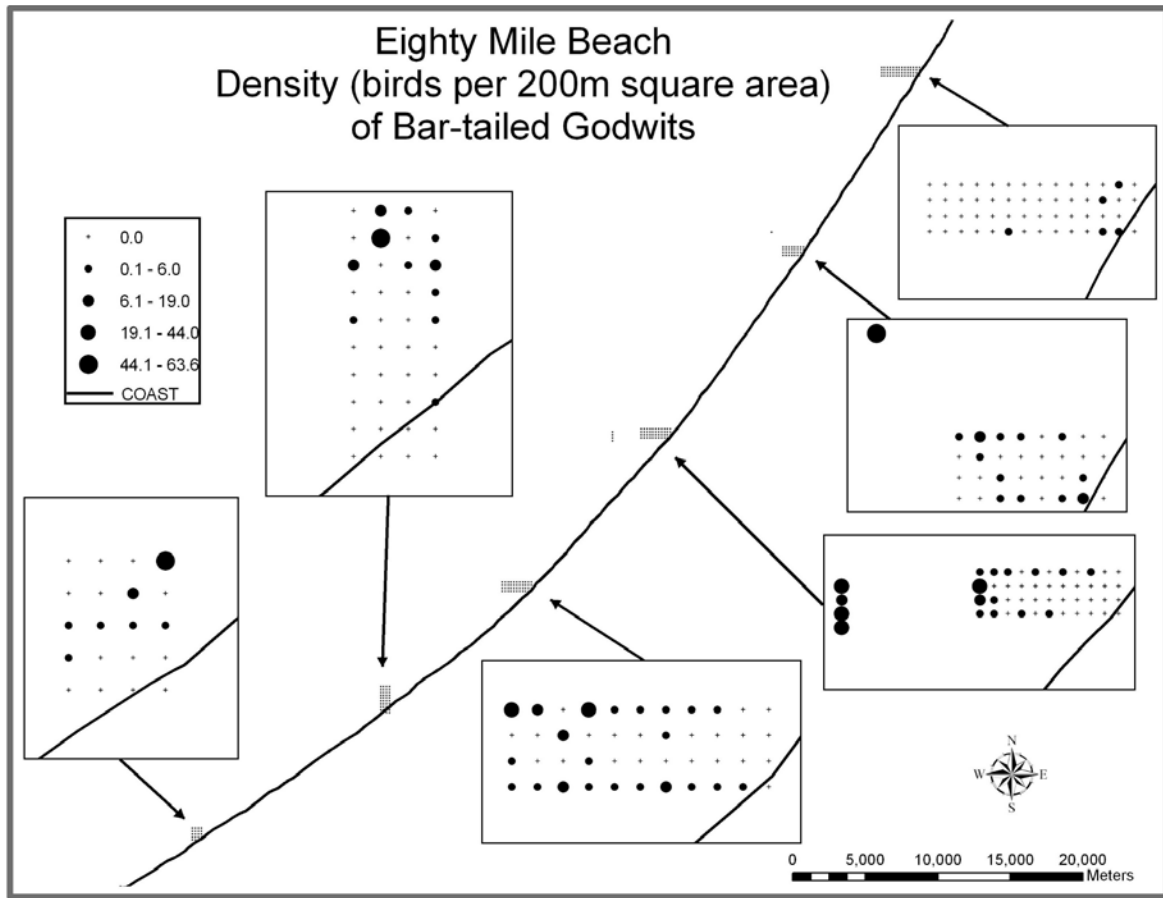 Eighty Mile Beach
Density (birds per 200m square area)
of Bar-tailed Godwits
0.0
0.1 - 6.0
6.1 - 19.0
19.1 - 44.0
44.1 - 63.6
COAST
N
W E
S
0 5,000 10,000 15,000 20,000
Meters